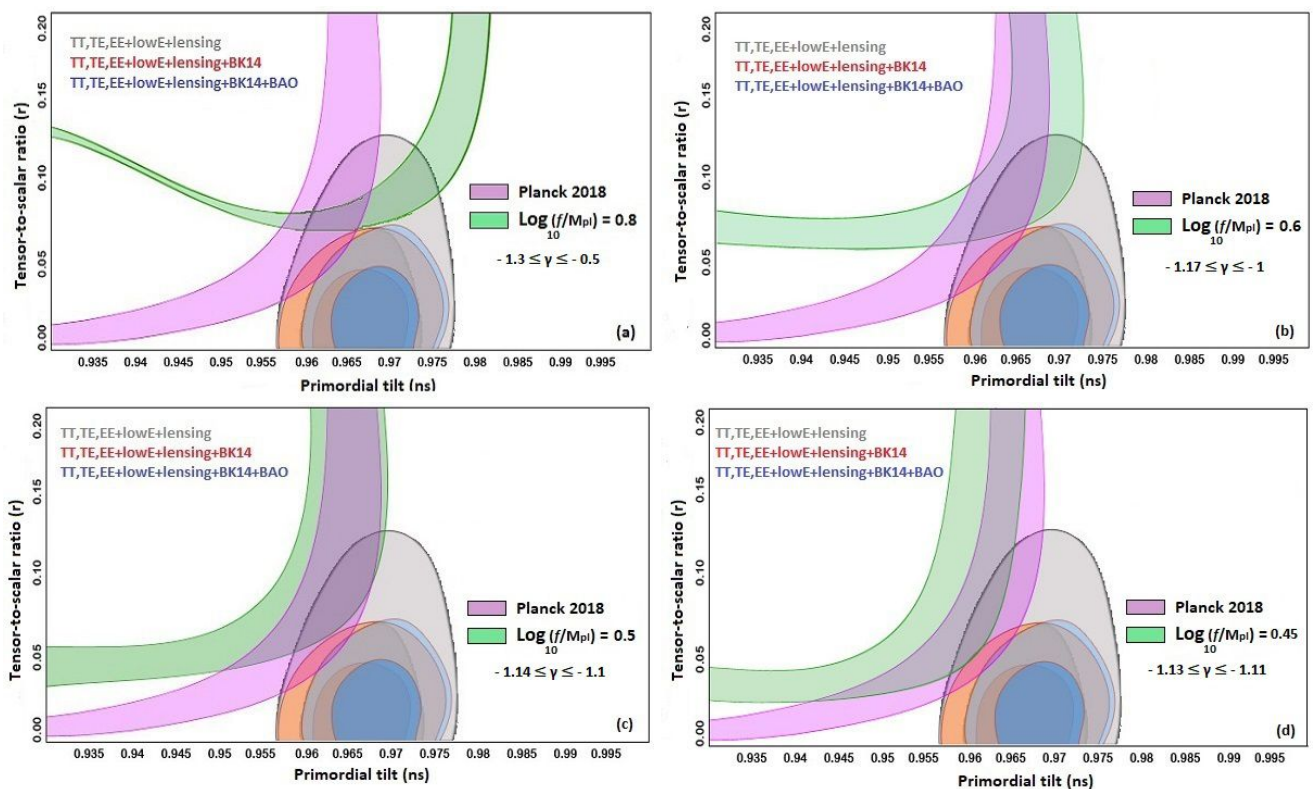 0.20
0.15
0.10
0.05
0.00
Tensor-to-scalar ratio (r)
TT,TE,EE+lowE+lensing
TT,TE,EE+lowE+lensing+BK14
TT,TE,EE+lowE+lensing+BK14+BAO
Planck 2018
Log10 (f/Mpl) = 0.8
- 1.3 ≤ γ ≤ - 0.5
(a)
0.935 0.94 0.945 0.955 0.96 0.965 0.97 0.975 0.98 0.985 0.99 0.995
Primordial tilt (ns)
0.20
0.15
0.10
0.05
0.00
Tensor-to-scalar ratio (r)
TT,TE,EE+lowE+lensing
TT,TE,EE+lowE+lensing+BK14
TT,TE,EE+lowE+lensing+BK14+BAO
Planck 2018
Log10 (f/Mpl) = 0.6
- 1.17 ≤ γ ≤ - 1
(b)
0.935 0.94 0.945 0.955 0.96 0.965 0.97 0.975 0.98 0.985 0.99 0.995
Primordial tilt (ns)
0.20
0.15
0.10
0.05
0.00
Tensor-to-scalar ratio (r)
TT,TE,EE+lowE+lensing
TT,TE,EE+lowE+lensing+BK14
TT,TE,EE+lowE+lensing+BK14+BAO
Planck 2018
Log10 (f/Mpl) = 0.5
- 1.14 ≤ γ ≤ - 1.1
(c)
0.935 0.94 0.945 0.955 0.96 0.965 0.97 0.975 0.98 0.985 0.99 0.995
Primordial tilt (ns)
0.20
0.15
0.10
0.05
0.00
Tensor-to-scalar ratio (r)
TT,TE,EE+lowE+lensing
TT,TE,EE+lowE+lensing+BK14
TT,TE,EE+lowE+lensing+BK14+BAO
Planck 2018
Log10 (f/Mpl) = 0.45
- 1.13 ≤ γ ≤ - 1.11
(d)
0.935 0.94 0.945 0.955 0.96 0.965 0.97 0.975 0.98 0.985 0.99 0.995
Primordial tilt (ns)